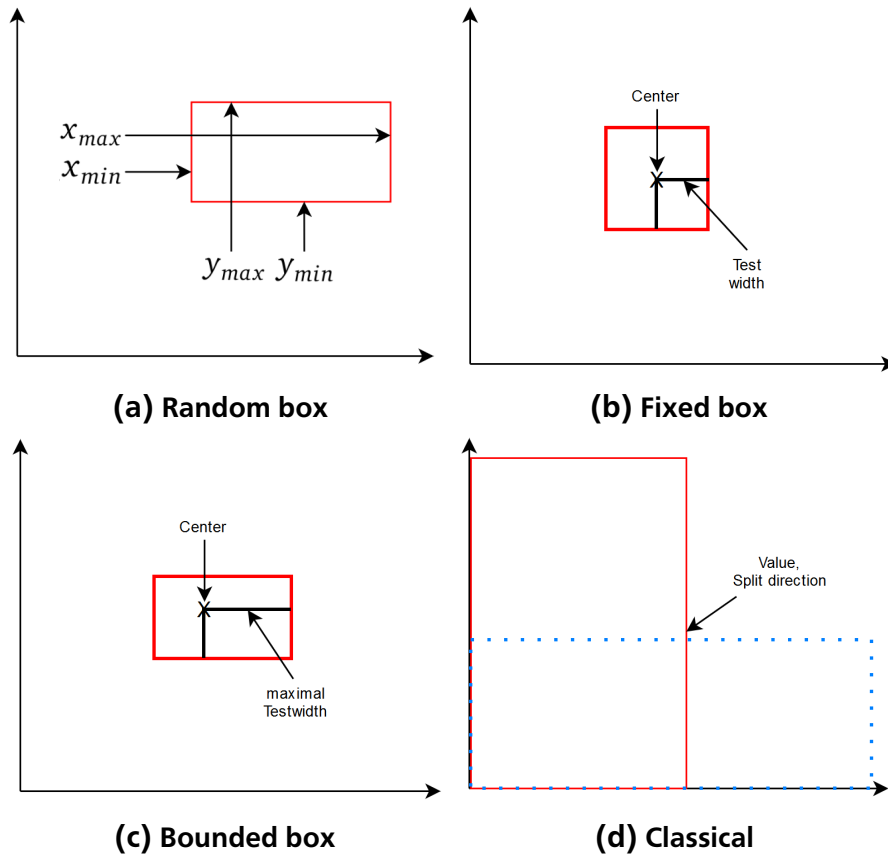 x_max
x_min
y_max y_min
(a) Random box
Center
X
Test
width
(b) Fixed box
Center
X
maximal
Testwidth
(c) Bounded box
Value,
Split direction
(d) Classical